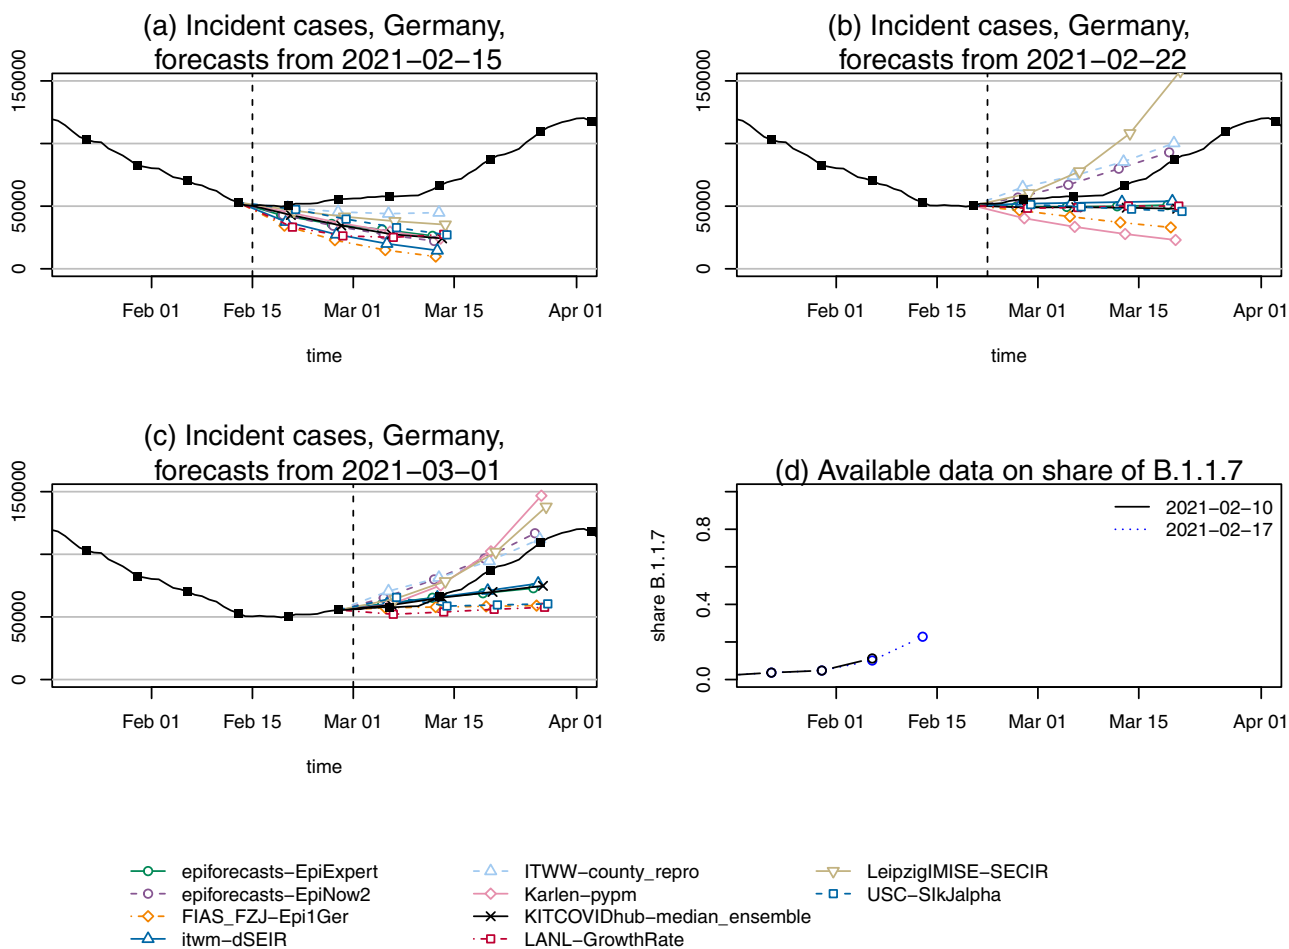 (a) Incident cases, Germany,
forecasts from 2021−02−15
0
50000
150000
Feb 01
Feb 15
Mar 01
Mar 15
Apr 01
time
(b) Incident cases, Germany,
forecasts from 2021−02−22
0
50000
150000
Feb 01
Mar 01
Mar 15
Apr 01
time
(c) Incident cases, Germany,
forecasts from 2021−03−01
0
50000
150000
Feb 01
Feb 15
Mar 01
Mar 15
Apr 01
time
(d) Available data on share of B.1.1.7
share B.1.1.7
0.0
0.4
0.8
2021−02−10
2021−02−17
Feb 01
Feb 15
Mar 01
Mar 15
Apr 01
epiforecasts−EpiExpert
epiforecasts−EpiNow2
FIAS_FZJ−Epi1Ger
itwm−dSEIR
ITWW−county_repro
Karlen−pypm
KITCOVIDhub−median_ensemble
LANL−GrowthRate
LeipzigIMISE−SECIR
USC−SIkJalpha